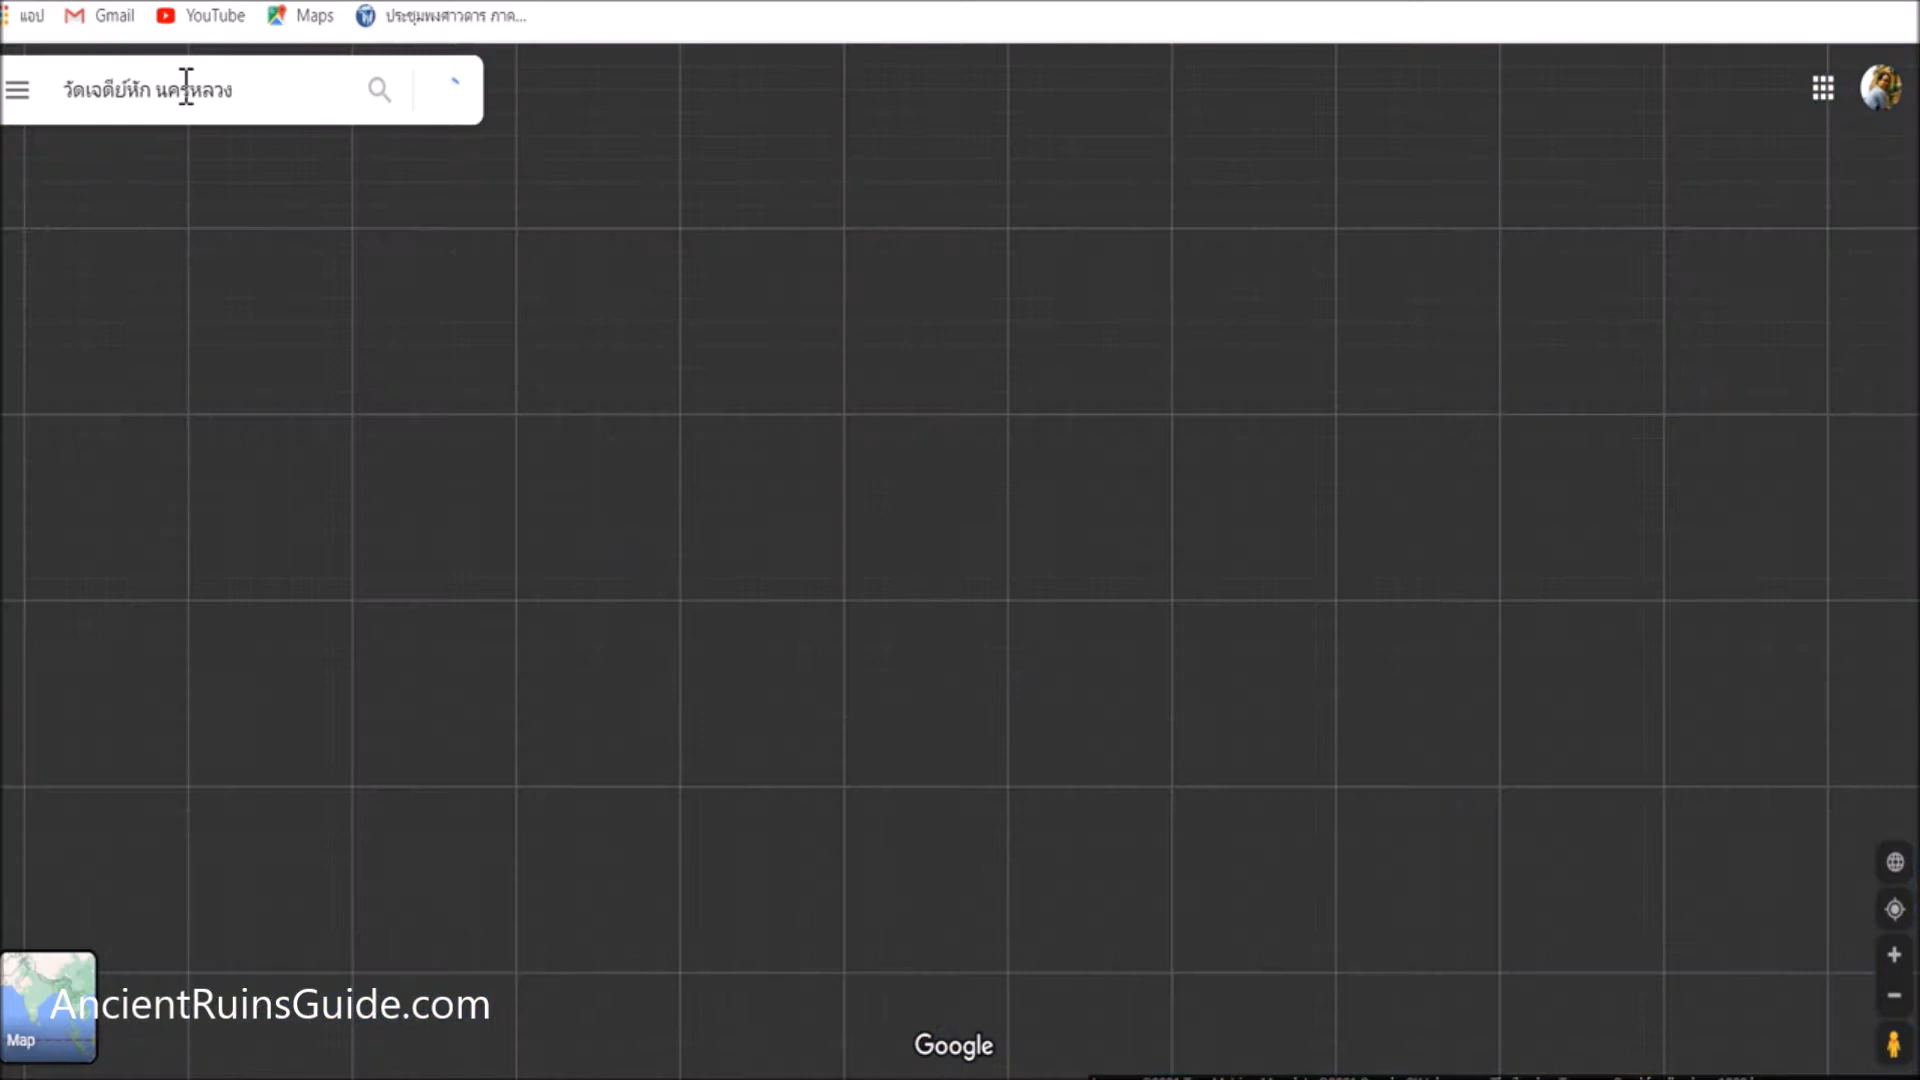 แอป Gmail YouTube Maps ประชุมพงศาวดาร ภาค...
วัดเจดีย์หัก นครหลวง
AncientRuinsGuide.com
Map
Google